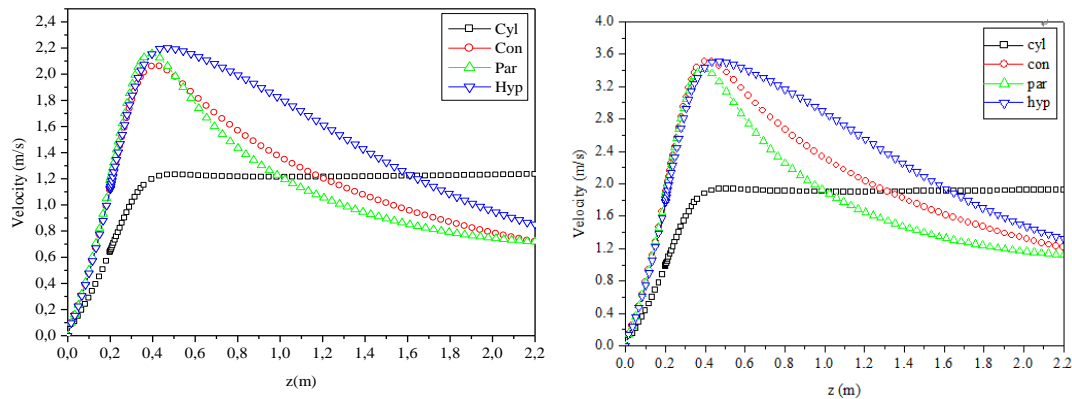 2,4
2,2
2,0
1,8
1,6
1,4
1,2
1,0
0,8
0,6
0,4
0,2
0,0
Velocity (m/s)
Cyl
Con
Par
Hyp
0,0 0,2 0,4 0,6 0,8 1,0 1,2 1,4 1,6 1,8 2,0 2,2
z(m)
4.0
3.6
3.2
2.8
2.4
2.0
1.6
1.2
0.8
0.4
0.0
Velocity (m/s)
cyl
con
par
hyp
0.0 0.2 0.4 0.6 0.8 1.0 1.2 1.4 1.6 1.8 2.0 2.2
z (m)